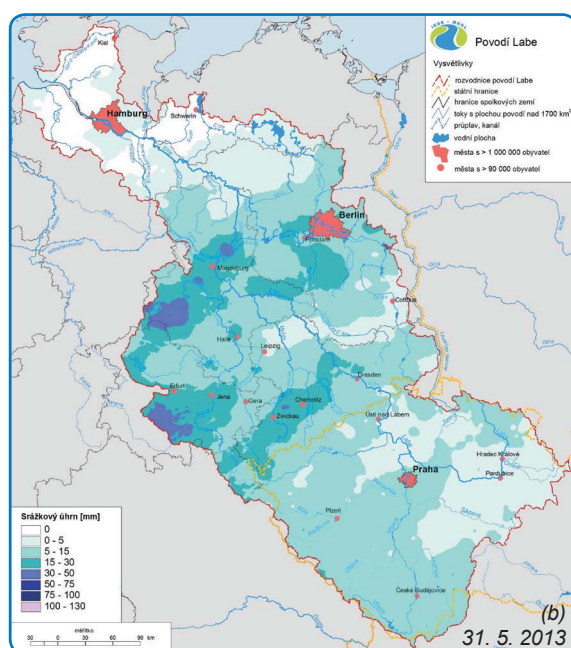 IKSE - MKOL
Povodí Labe
Vysvětlivky
rozvodnice povodí Labe
státní hranice
hranice spolkových zemí
toky s plochou povodí nad 1700 km²
průplav, kanál
vodní plocha
města s > 1 000 000 obyvatel
města s > 90 000 obyvatel
Kiel
Hamburg
Schwerin
Berlin
Potsdam
Magdeburg
Cottbus
Halle
Leipzig
Dresden
Erfurt
Jena
Gera
Chemnitz
Zwickau
Ústí nad Labem
Hradec Králové
Pardubice
Praha
Sázava
Plzeň
České Budějovice
Srážkový úhrn [mm]
0
0 - 5
5 - 15
15 - 30
30 - 50
50 - 75
75 - 100
100 - 130
měřítko
30 0 30 60 90 km
(b)
31. 5. 2013